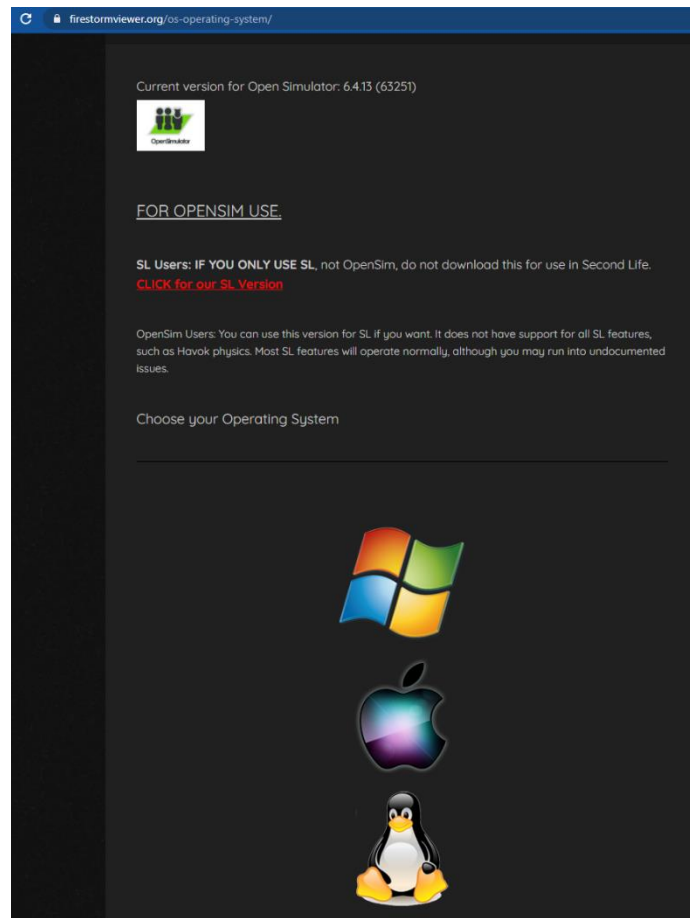 firestormviewer.org/os-operating-system/
Current version for Open Simulator: 6.4.13 (63251)
OpenSimulator
FOR OPENSIM USE.
SL Users: IF YOU ONLY USE SL, not OpenSim, do not download this for use in Second Life.
CLICK for our SL Version
OpenSim Users: You can use this version for SL if you want. It does not have support for all SL features,
such as Havok physics. Most SL features will operate normally, although you may run into undocumented
issues.
Choose your Operating System